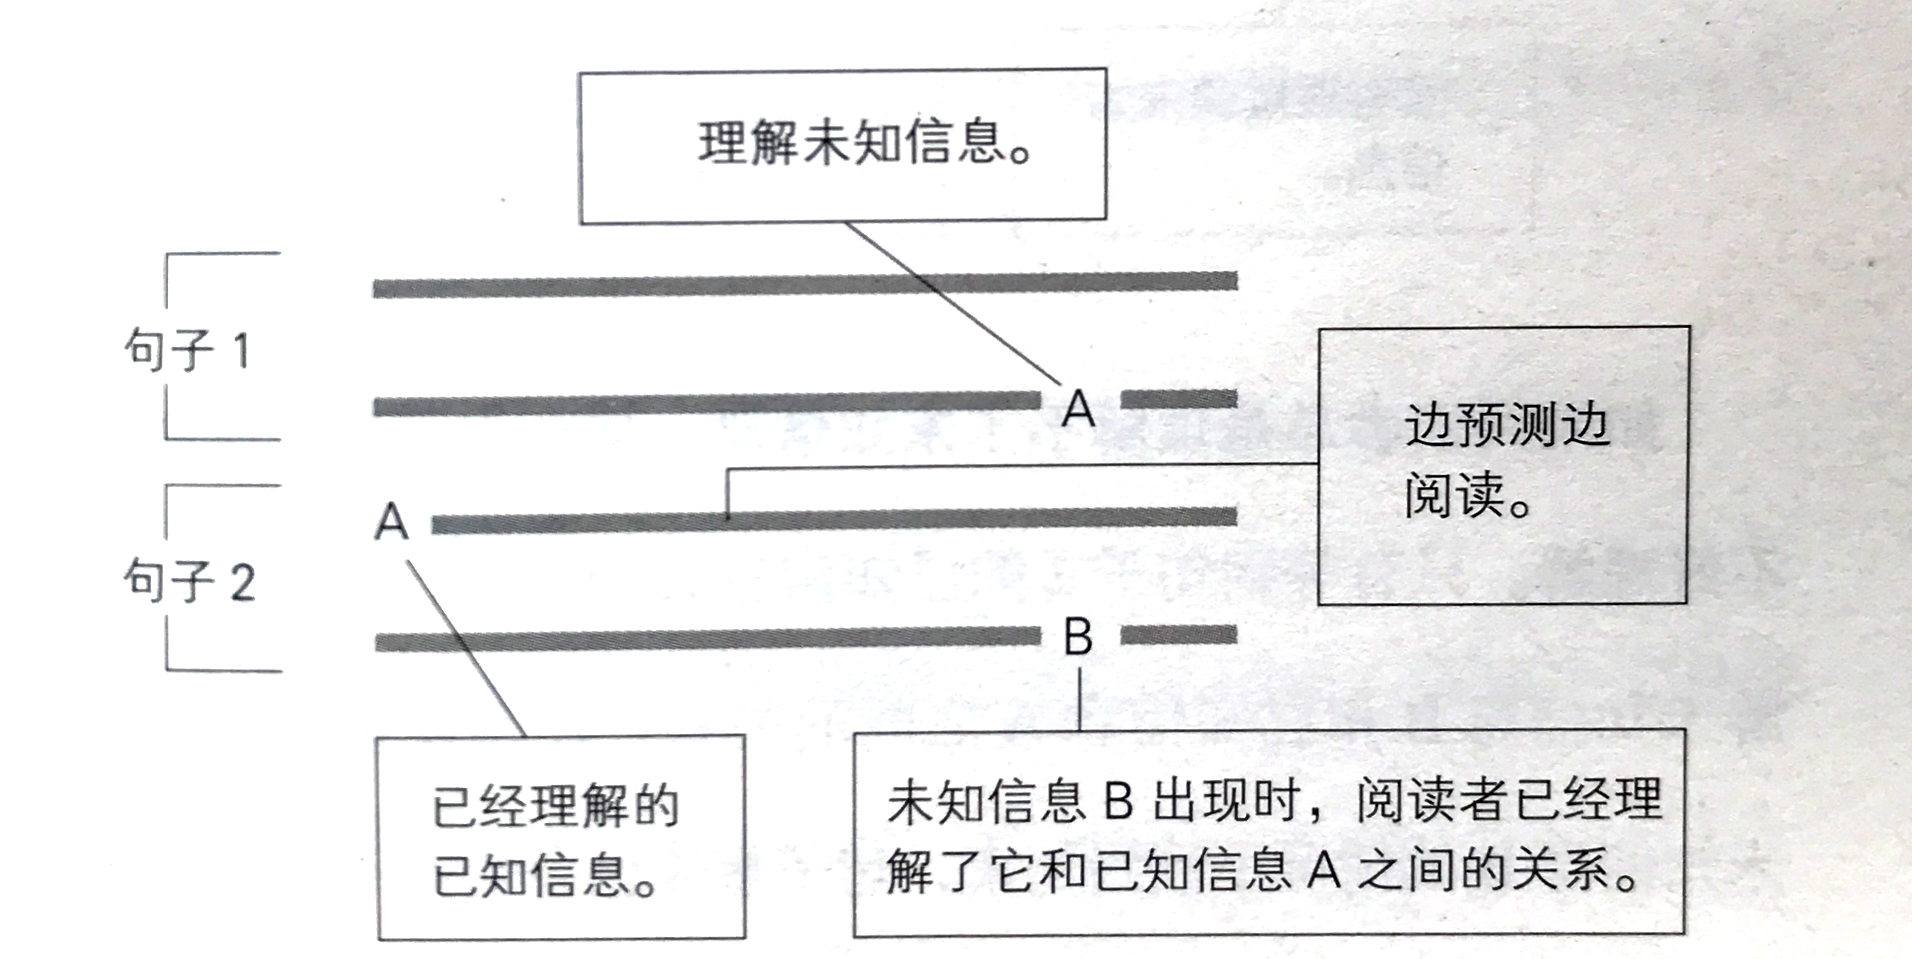 理解未知信息。
句子 1
A
边预测边
阅读。
A
句子 2
B
已经理解的
已知信息。
未知信息 B 出现时，阅读者已经理
解了它和已知信息 A 之间的关系。